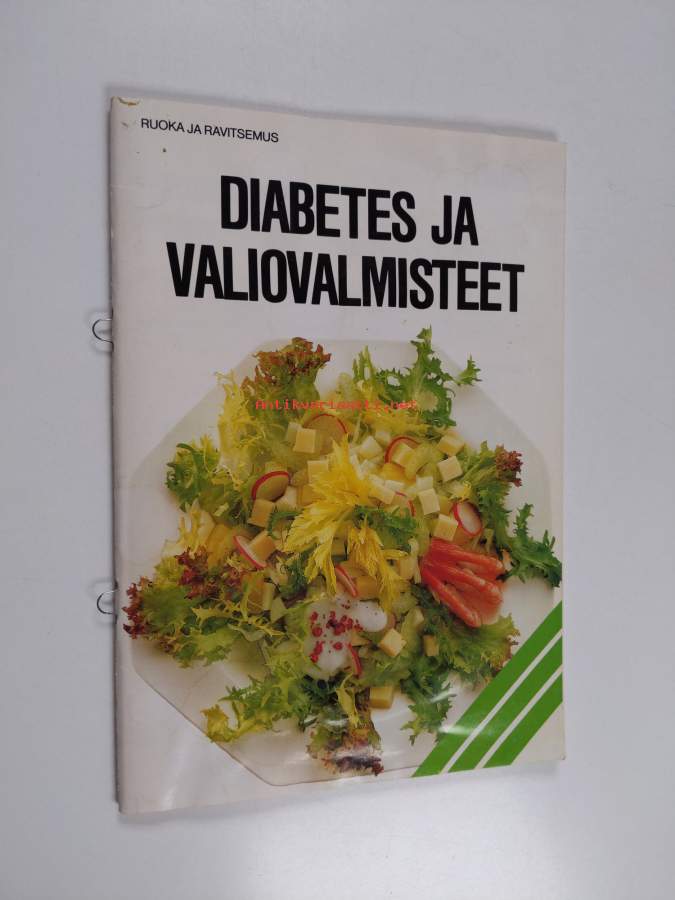 RUOKA JA RAVITSEMUS
DIABETES JA
VALIOVALMISTEET
Antikvariaatti.net